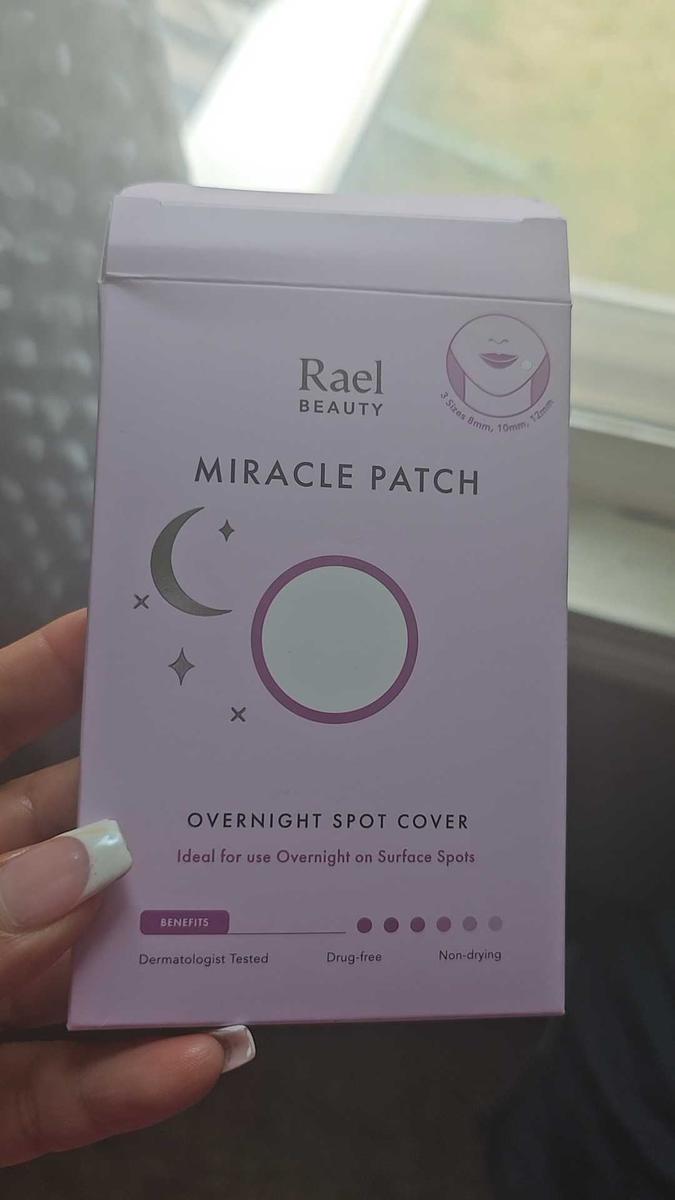 Rael
BEAUTY
3 Sizes 8mm, 10mm, 12mm
MIRACLE PATCH
OVERNIGHT SPOT COVER
Ideal for use Overnight on Surface Spots
BENEFITS
Dermatologist Tested Drug-free Non-drying